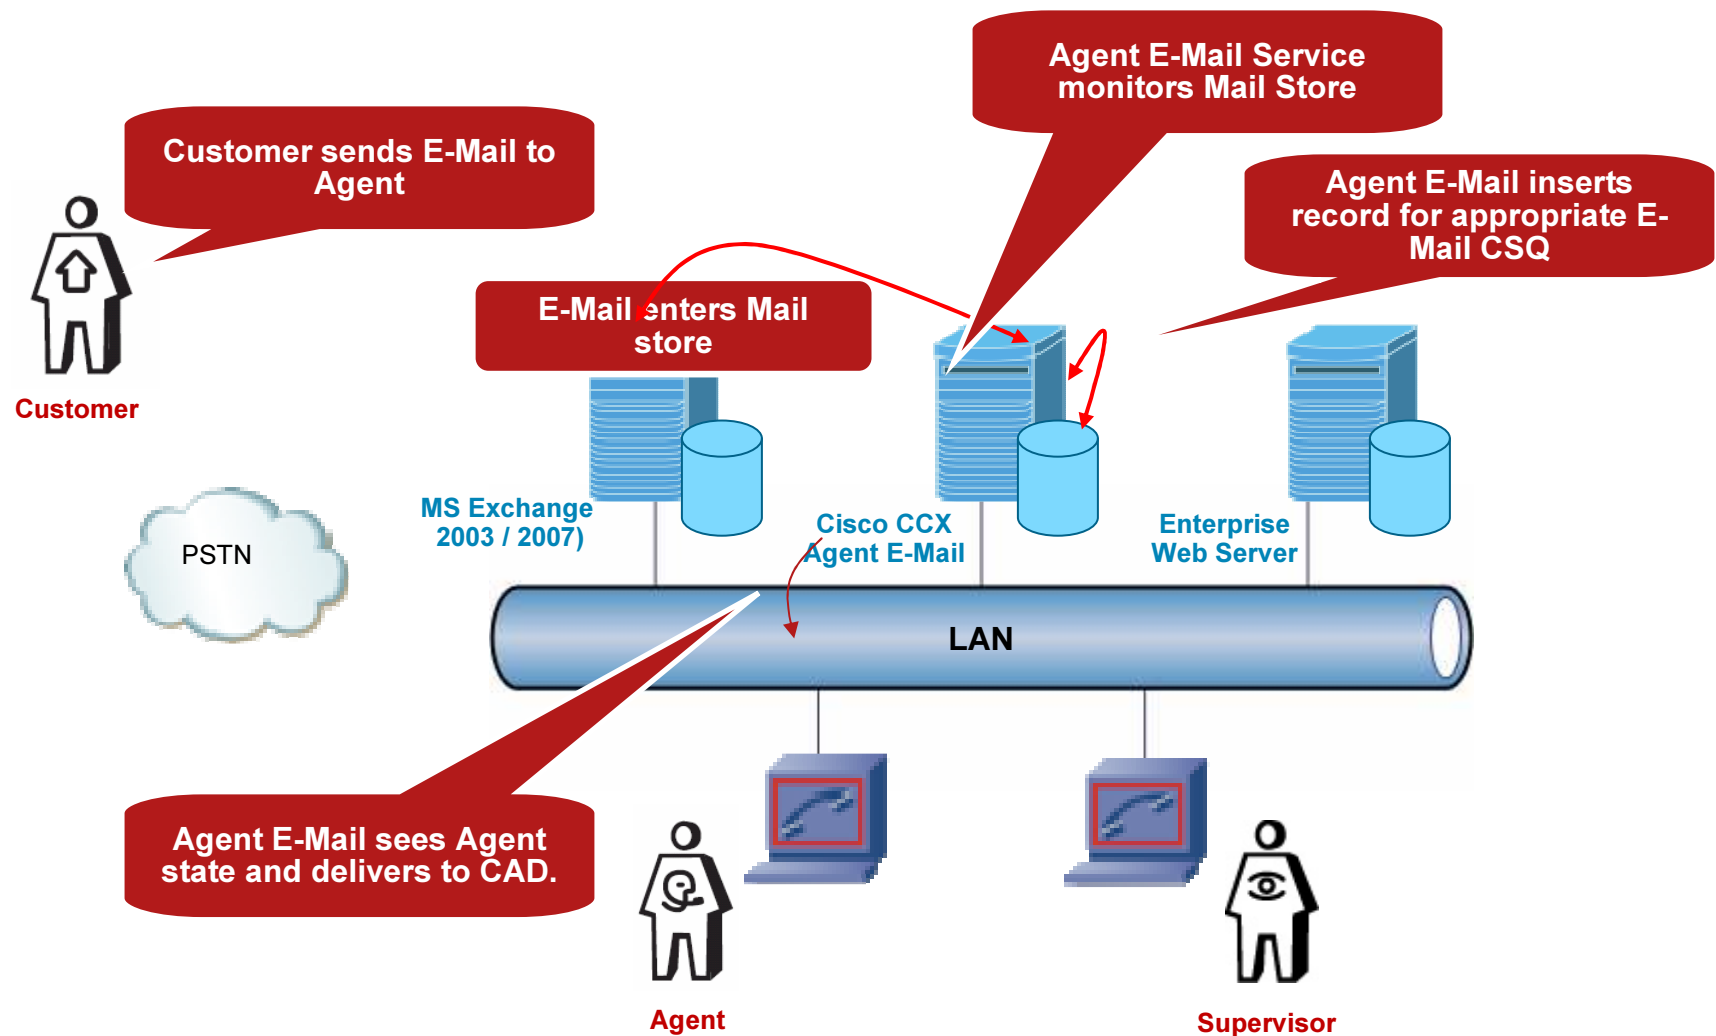 Agent E-Mail Service
monitors Mail Store
Customer sends E-Mail to
Agent
Agent E-Mail inserts
record for appropriate E-
Mail CSQ
E-Mail enters Mail
store
Customer
MS Exchange
2003 / 2007)
Cisco CCX
Agent E-Mail
Enterprise
Web Server
PSTN
LAN
Agent E-Mail sees Agent
state and delivers to CAD.
Agent
Supervisor